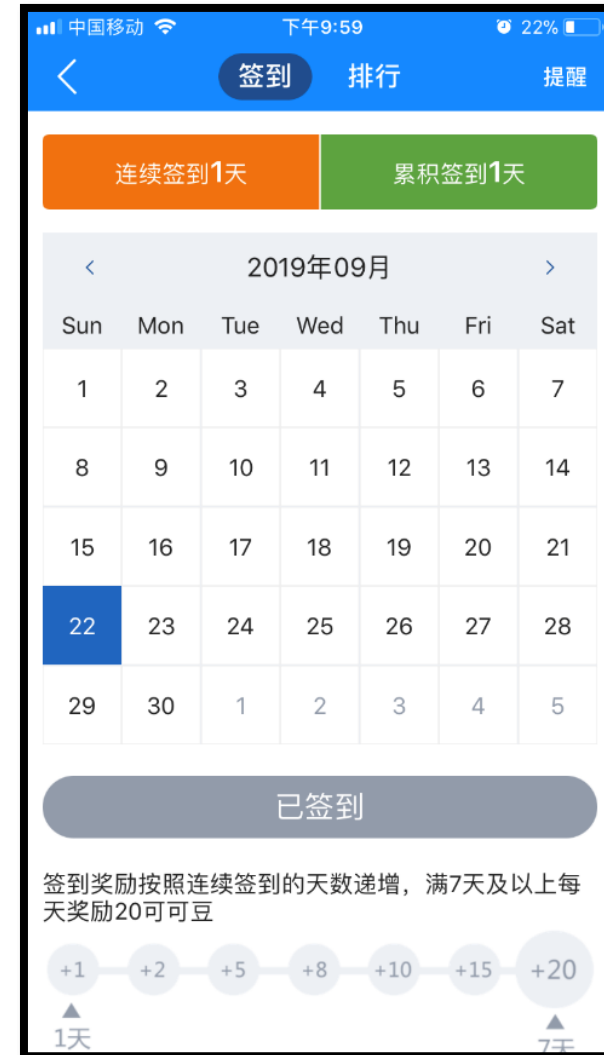 中国移动 下午9:59 22%
签到 排行 提醒
连续签到1天 累积签到1天
< 2019年09月 >
Sun Mon Tue Wed Thu Fri Sat
1 2 3 4 5 6 7
8 9 10 11 12 13 14
15 16 17 18 19 20 21
22 23 24 25 26 27 28
29 30 1 2 3 4 5
已签到
签到奖励按照连续签到的天数递增，满7天及以上每
天奖励20可可豆
+1 +2 +5 +8 +10 +15 +20
1天 7天